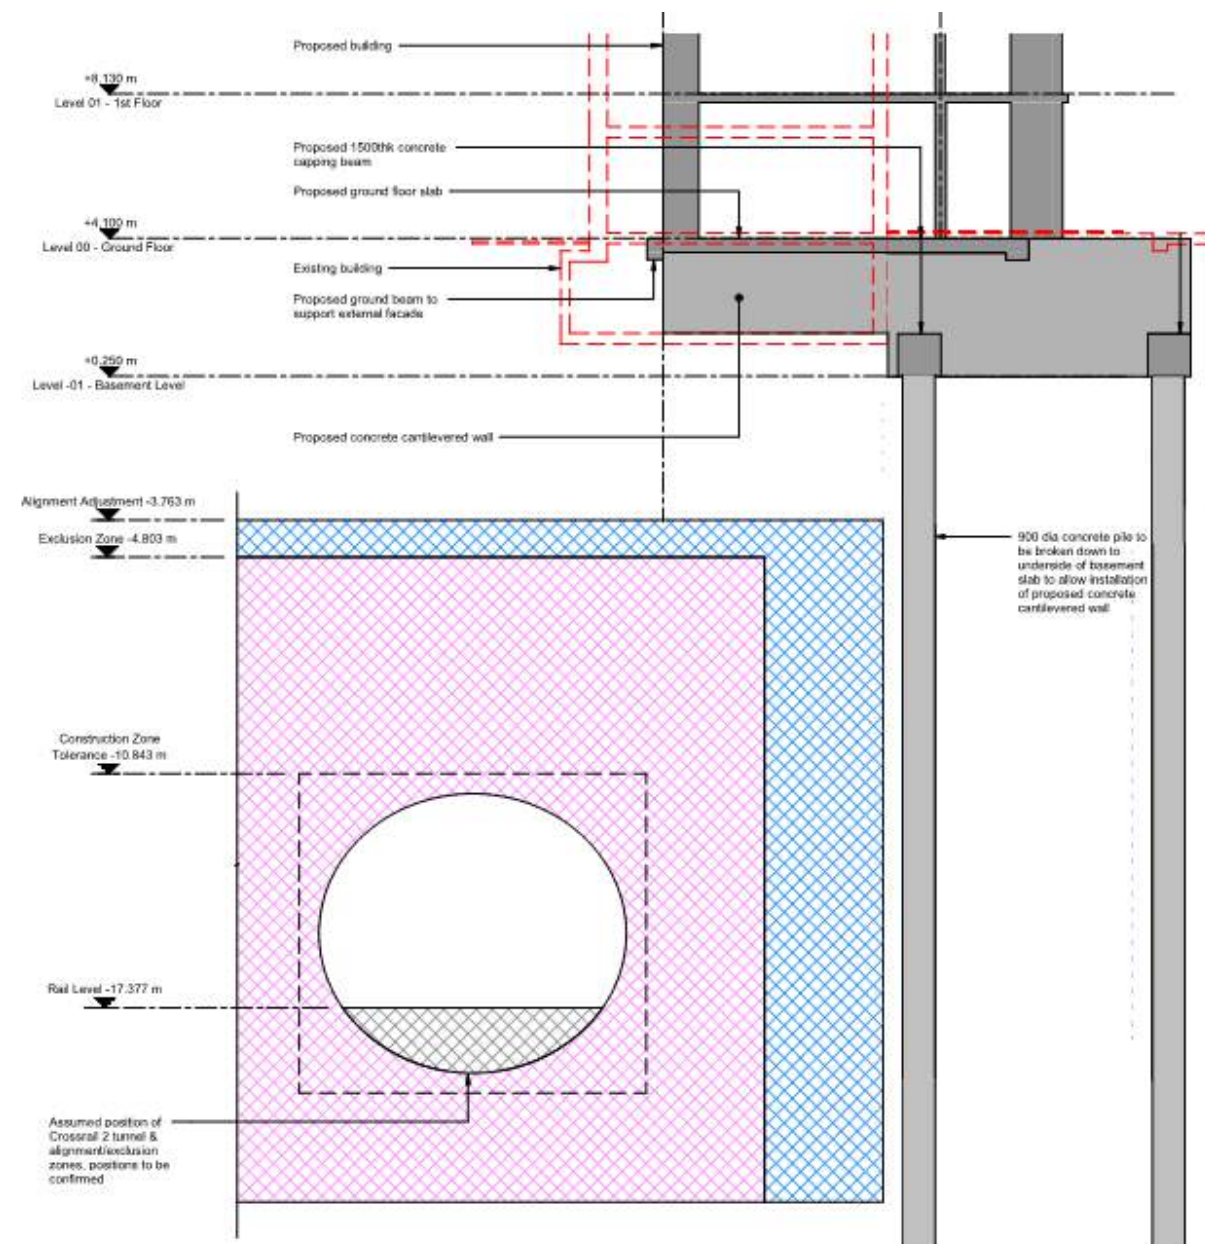 Proposed building
+8.130 m
Level 01 - 1st Floor
Proposed 1500thk concrete
capping beam
Proposed ground floor slab
+4.100 m
Level 00 - Ground Floor
Existing building
Proposed ground beam to
support external facade
+0.250 m
Level -01 - Basement Level
Proposed concrete cantilevered wall
Alignment Adjustment -3.763 m
Exclusion Zone -4.803 m
900 dia concrete pile to
be broken down to
underside of basement
slab to allow installation
of proposed concrete
cantilevered wall
Construction Zone
Tolerance -10.843 m
Rail Level -17.377 m
Assumed position of
Crossrail 2 tunnel &
alignment/exclusion
zones, positions to be
confirmed